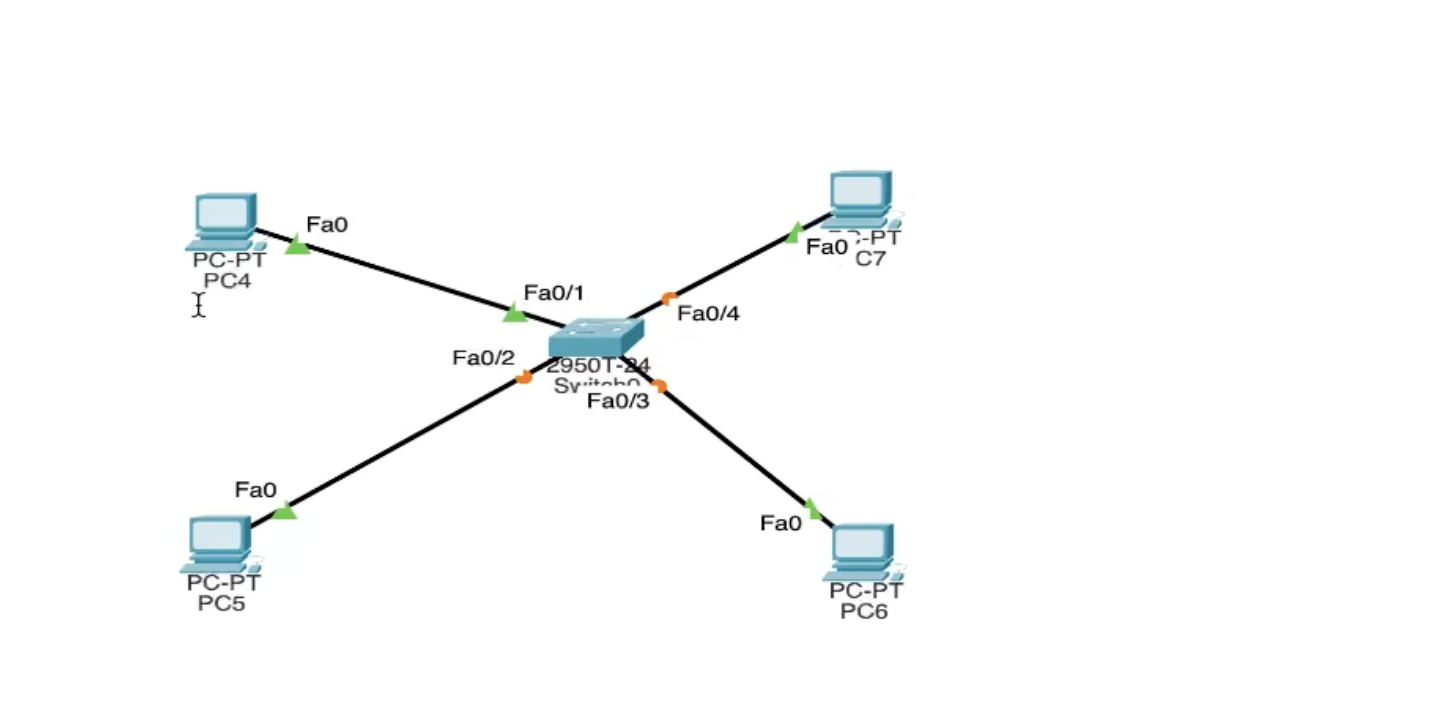 Fa0
PC-PT
PC4
Fa0
C7
Fa0/1
Fa0/4
Fa0/2
2950T-24
Fa0/3
Fa0
PC-PT
PC5
Fa0
PC-PT
PC6